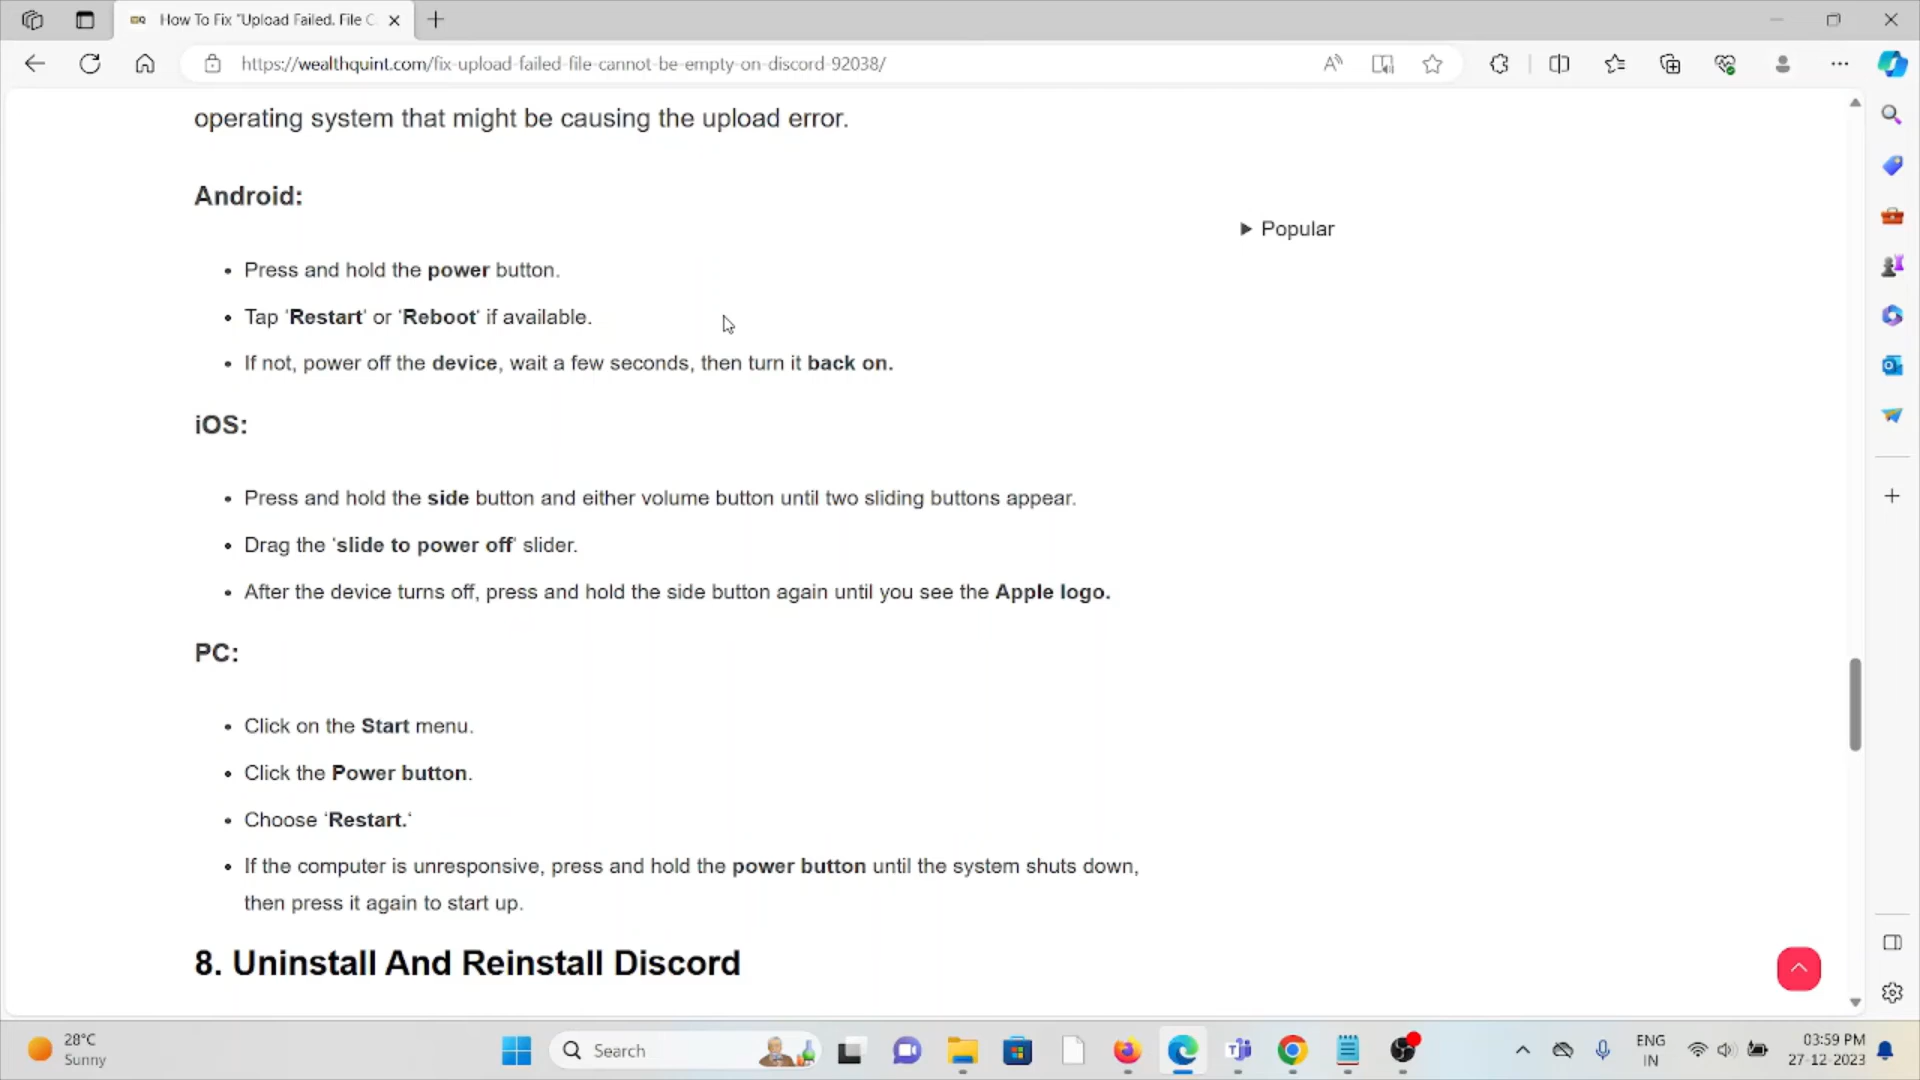 How To Fix "Upload Failed. File C
https://wealthquint.com/fix-upload-failed-file-cannot-be-empty-on-discord-92038/
operating system that might be causing the upload error.
Android:
Popular
• Press and hold the power button.
• Tap ‘Restart’ or ‘Reboot‘ if available.
• If not, power off the device, wait a few seconds, then turn it back on.
iOS:
• Press and hold the side button and either volume button until two sliding buttons appear.
• Drag the ‘slide to power off’ slider.
• After the device turns off, press and hold the side button again until you see the Apple logo.
PC:
• Click on the Start menu.
• Click the Power button.
• Choose ‘Restart.‘
• If the computer is unresponsive, press and hold the power button until the system shuts down,
then press it again to start up.
8. Uninstall And Reinstall Discord
28°C
Sunny
Search
ENG
IN
03:59 PM
27-12-2023